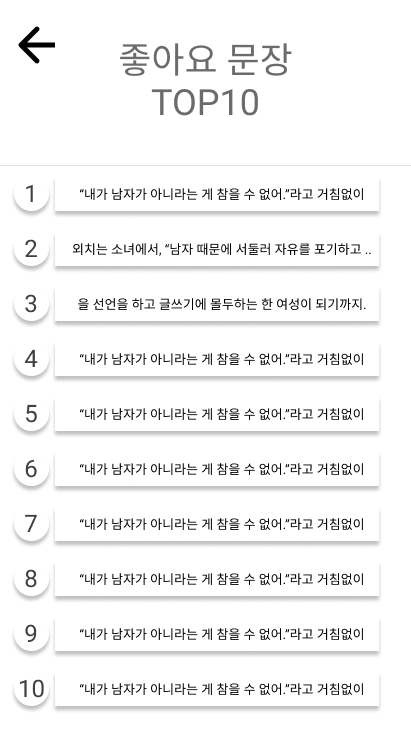 좋아요 문장
TOP10
1 “내가 남자가 아니라는 게 참을 수 없어.”라고 거침없이
2 외치는 소녀에서, “남자 때문에 서둘러 자유를 포기하고 ..
3 을 선언을 하고 글쓰기에 몰두하는 한 여성이 되기까지.
4 “내가 남자가 아니라는 게 참을 수 없어.”라고 거침없이
5 “내가 남자가 아니라는 게 참을 수 없어.”라고 거침없이
6 “내가 남자가 아니라는 게 참을 수 없어.”라고 거침없이
7 “내가 남자가 아니라는 게 참을 수 없어.”라고 거침없이
8 “내가 남자가 아니라는 게 참을 수 없어.”라고 거침없이
9 “내가 남자가 아니라는 게 참을 수 없어.”라고 거침없이
10 “내가 남자가 아니라는 게 참을 수 없어.”라고 거침없이